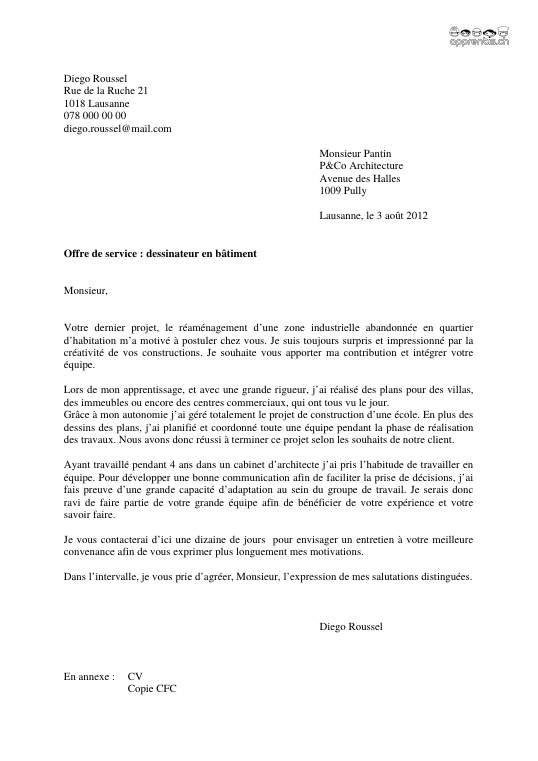 apprentis.ch
Diego Roussel
Rue de la Ruche 21
1018 Lausanne
078 000 00 00
diego.roussel@mail.com
Monsieur Pantin
P&Co Architecture
Avenue des Halles
1009 Pully
Lausanne, le 3 août 2012
Offre de service : dessinateur en bâtiment
Monsieur,
Votre dernier projet, le réaménagement d’une zone industrielle abandonnée en quartier
d’habitation m’a motivé à postuler chez vous. Je suis toujours surpris et impressionné par la
créativité de vos constructions. Je souhaite vous apporter ma contribution et intégrer votre
équipe.
Lors de mon apprentissage, et avec une grande rigueur, j’ai réalisé des plans pour des villas,
des immeubles ou encore des centres commerciaux, qui ont tous vu le jour.
Grâce à mon autonomie j’ai géré totalement le projet de construction d’une école. En plus des
dessins des plans, j’ai planifié et coordonné toute une équipe pendant la phase de réalisation
des travaux. Nous avons donc réussi à terminer ce projet selon les souhaits de notre client.
Ayant travaillé pendant 4 ans dans un cabinet d’architecte j’ai pris l’habitude de travailler en
équipe. Pour développer une bonne communication afin de faciliter la prise de décisions, j’ai
fais preuve d’une grande capacité d’adaptation au sein du groupe de travail. Je serais donc
ravi de faire partie de votre grande équipe afin de bénéficier de votre expérience et votre
savoir faire.
Je vous contacterai d’ici une dizaine de jours  pour envisager un entretien à votre meilleure
convenance afin de vous exprimer plus longuement mes motivations.
Dans l’intervalle, je vous prie d’agréer, Monsieur, l’expression de mes salutations distinguées.
Diego Roussel
En annexe : CV
Copie CFC